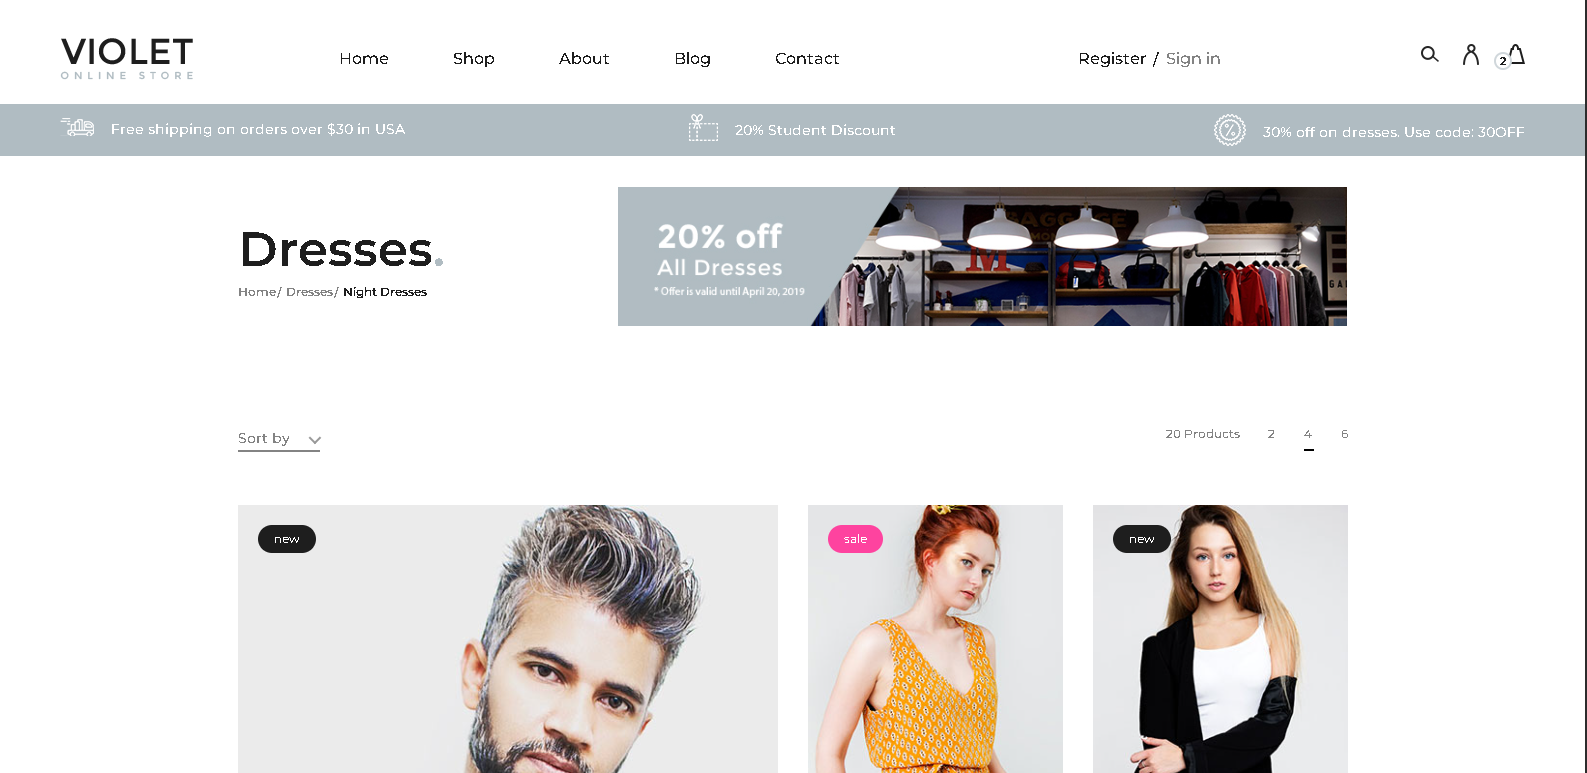 VIOLET
ONLINE STORE
Home Shop About Blog Contact Register / Sign in 2
Free shipping on orders over $30 in USA 20% Student Discount 30% off on dresses. Use code: 30OFF
20% off
All Dresses
* Offer is valid until April 20, 2019
Dresses.
Home/ Dresses/ Night Dresses
Sort by 20 Products 2 4 6
new sale new